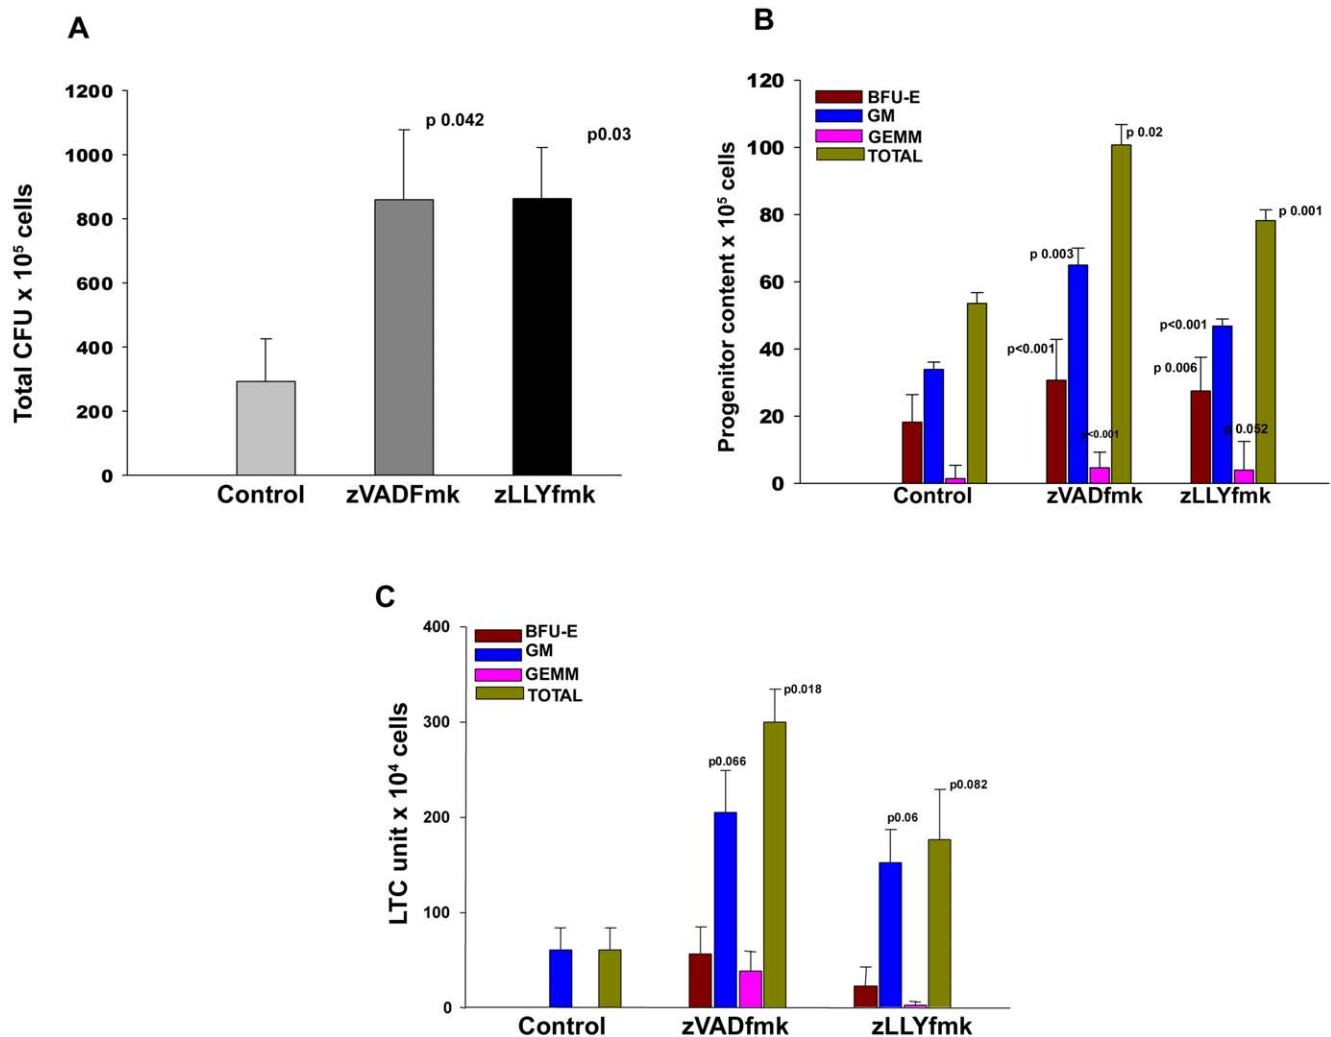 A
Total CFU x 10⁵ cells
1200
1000
800
600
400
200
0
p 0.042
p0.03
Control
zVADFmk
zLLYfmk
B
Progenitor content x 10⁵ cells
120
100
80
60
40
20
0
BFU-E
GM
GEMM
TOTAL
p<0.001
p 0.003
p<0.001
p 0.02
p 0.006
p<0.001
p 0.052
p 0.001
Control
zVADfmk
zLLYfmk
C
LTC unit x 10⁴ cells
400
300
200
100
0
BFU-E
GM
GEMM
TOTAL
p0.066
p0.018
p0.06
p0.082
Control
zVADfmk
zLLYfmk